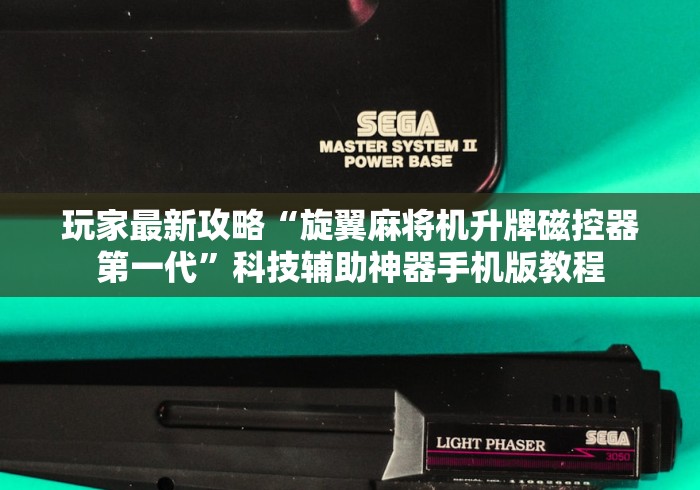 SEGA
MASTER SYSTEM II
POWER BASE
玩家最新攻略“旋翼麻将机升牌磁控器
第一代”科技辅助神器手机版教程
LIGHT PHASER
SEGA
3050